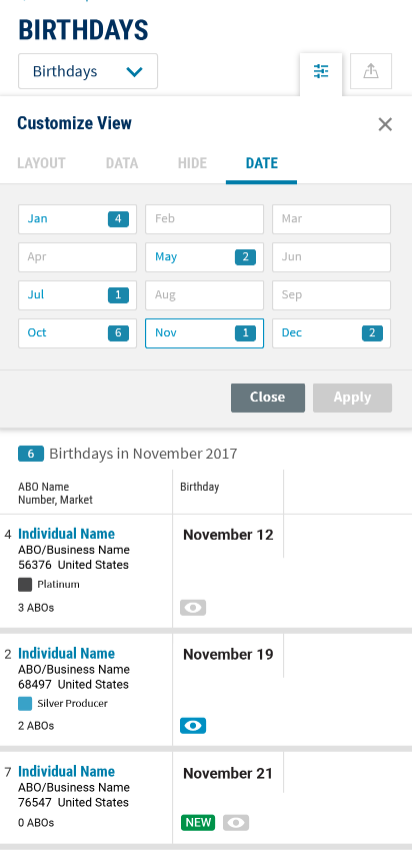 BIRTHDAYS
Birthdays
Customize View
LAYOUT DATA HIDE DATE
Jan 4 Feb Mar
Apr May 2 Jun
Jul 1 Aug Sep
Oct 6 Nov 1 Dec 2
Close Apply
6 Birthdays in November 2017
ABO Name
Number, Market
Birthday
4 Individual Name
ABO/Business Name
56376 United States
Platinum
3 ABOs
November 12
2 Individual Name
ABO/Business Name
68497 United States
Silver Producer
2 ABOs
November 19
7 Individual Name
ABO/Business Name
76547 United States
0 ABOs
November 21
NEW